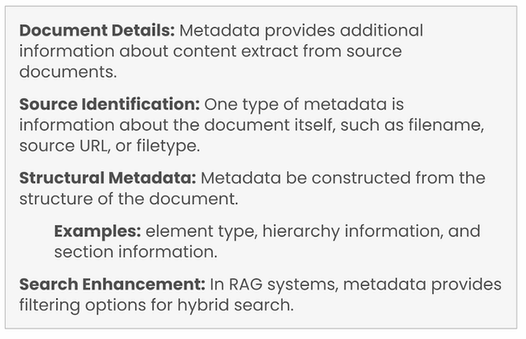 Document Details: Metadata provides additional
information about content extract from source
documents.
Source Identification: One type of metadata is
information about the document itself, such as filename,
source URL, or filetype.
Structural Metadata: Metadata be constructed from the
structure of the document.
Examples: element type, hierarchy information, and
section information.
Search Enhancement: In RAG systems, metadata provides
filtering options for hybrid search.